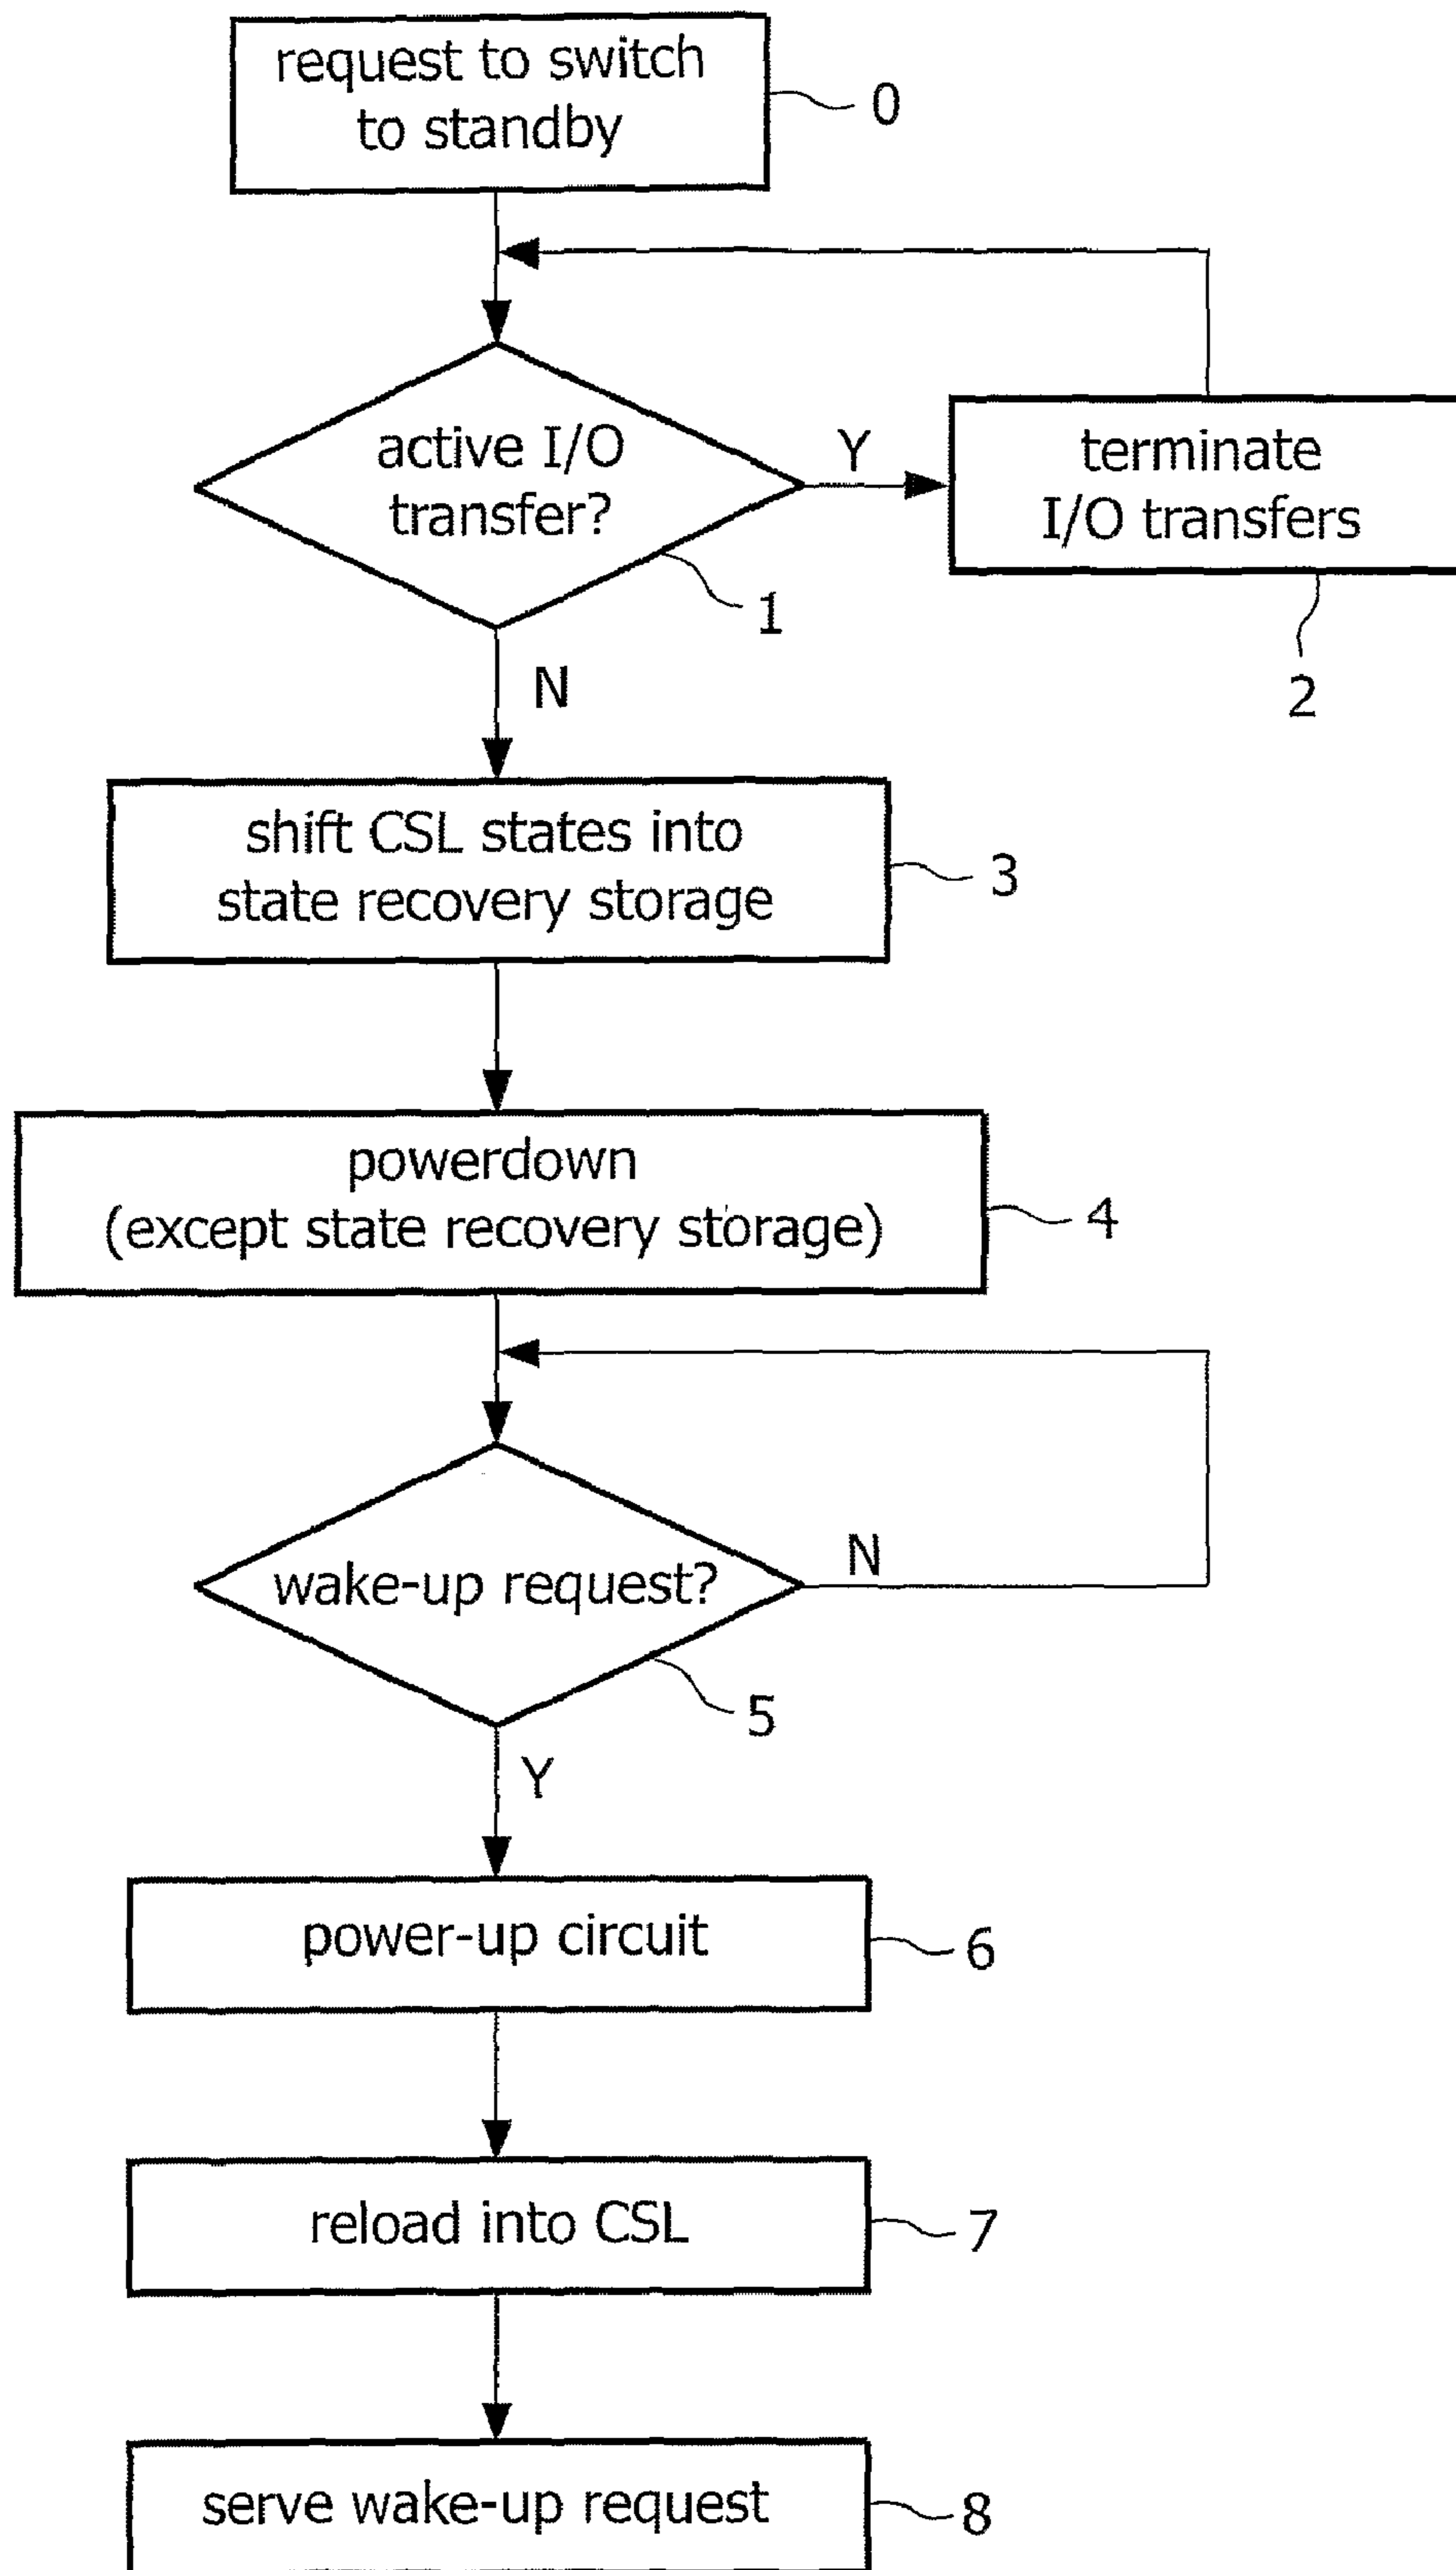 request to switch
to standby
0
active I/O
transfer?
1
Y
N
terminate
I/O transfers
2
shift CSL states into
state recovery storage
3
powerdown
(except state recovery storage)
4
wake-up request?
N
5
Y
power-up circuit
6
reload into CSL
7
serve wake-up request
8